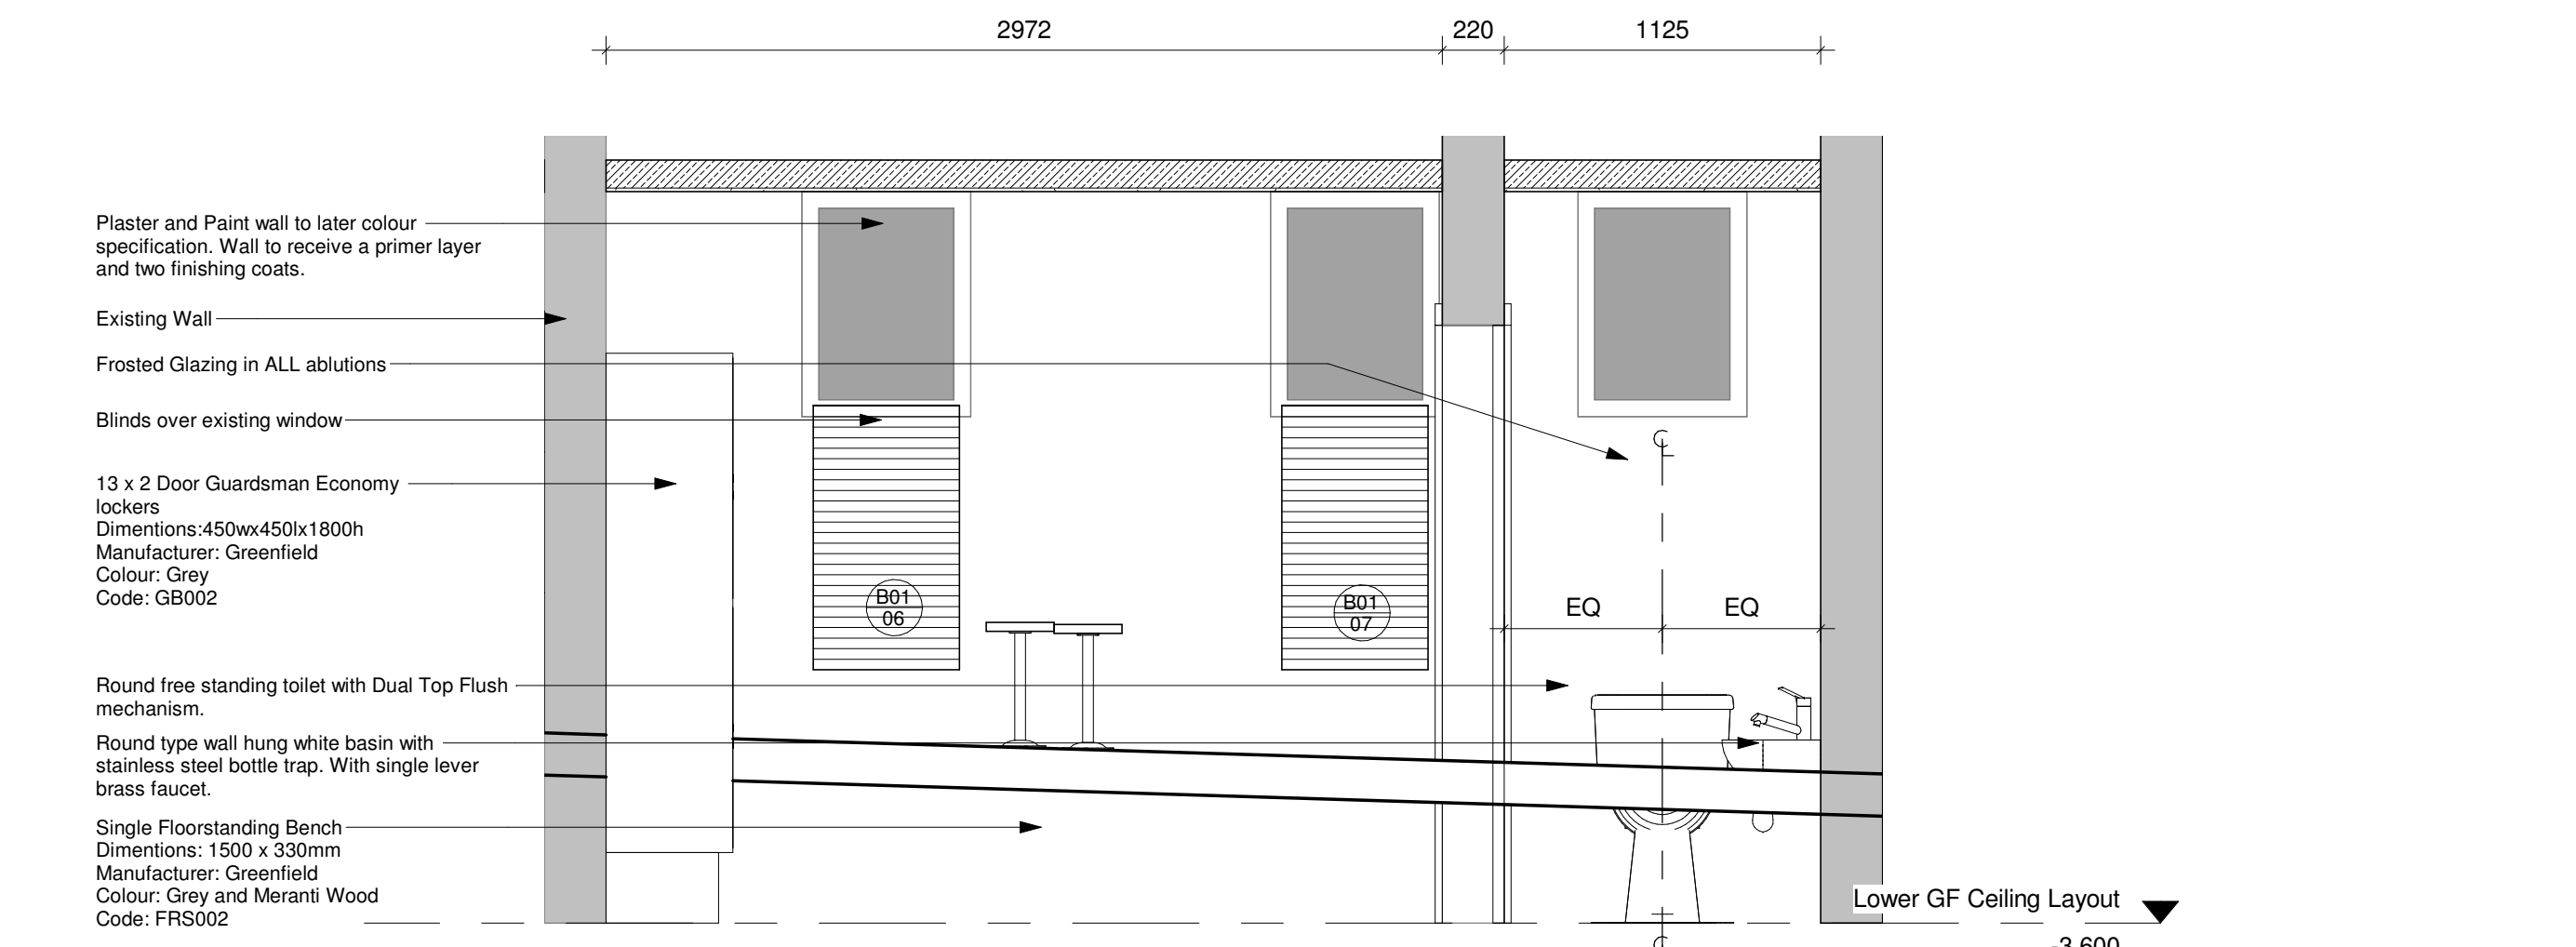 2972
220
1125
Plaster and Paint wall to later colour
specification. Wall to receive a primer layer
and two finishing coats.
Existing Wall
Frosted Glazing in ALL ablutions
Blinds over existing window
13 x 2 Door Guardsman Economy
lockers
Dimentions:450wx450lx1800h
Manufacturer: Greenfield
Colour: Grey
Code: GB002
B01
06
B01
07
EQ
EQ
Round free standing toilet with Dual Top Flush
mechanism.
Round type wall hung white basin with
stainless steel bottle trap. With single lever
brass faucet.
Single Floorstanding Bench
Dimentions: 1500 x 330mm
Manufacturer: Greenfield
Colour: Grey and Meranti Wood
Code: FRS002
Lower GF Ceiling Layout
-3 600